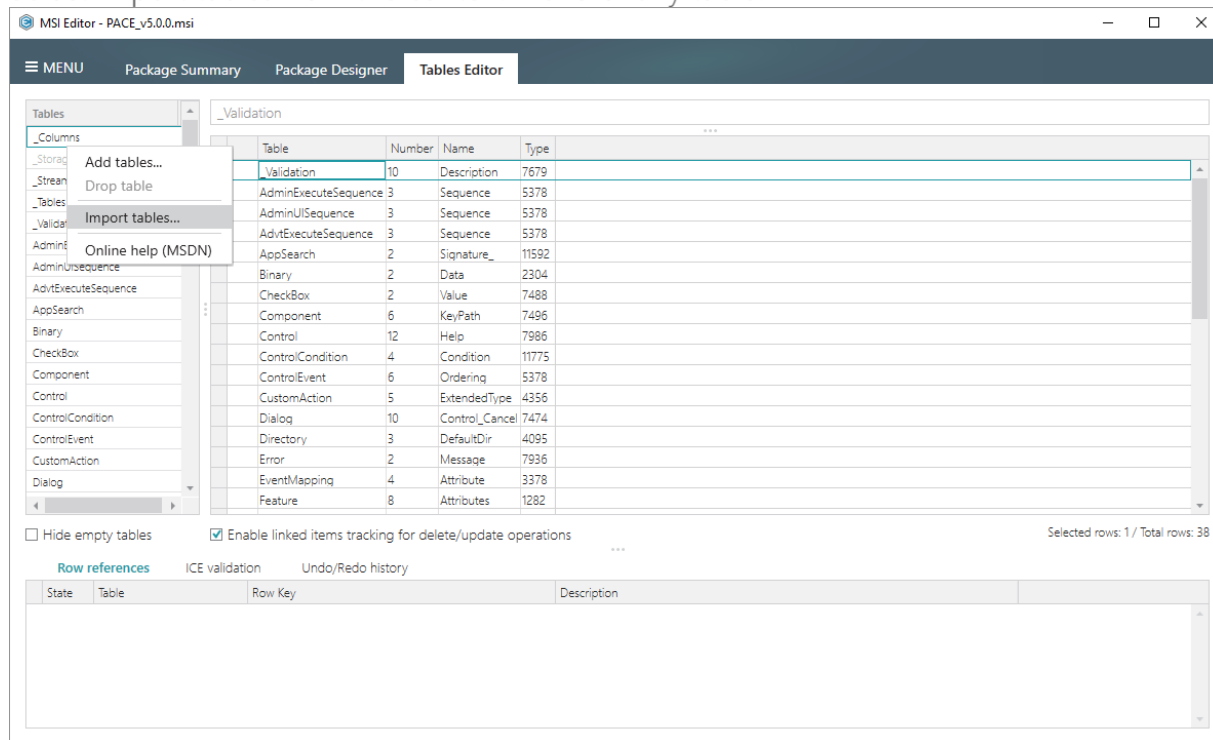 MSI Editor - PACE_v5.0.0.msi
MENU Package Summary Package Designer Tables Editor
Tables
_Columns
_Stream
_Tables
AdminUISequence
AdvtExecuteSequence
AppSearch
Binary
CheckBox
Component
Control
ControlCondition
ControlEvent
CustomAction
Dialog
Add tables...
Drop table
Import tables...
Online help (MSDN)
_Validation
Table Number Name Type
_Validation 10 Description 7679
AdminExecuteSequence 3 Sequence 5378
AdminUISequence 3 Sequence 5378
AdvtExecuteSequence 3 Sequence 5378
AppSearch 2 Signature_ 11592
Binary 2 Data 2304
CheckBox 2 Value 7488
Component 6 KeyPath 7496
Control 12 Help 7986
ControlCondition 4 Condition 11775
ControlEvent 6 Ordering 5378
CustomAction 5 ExtendedType 4356
Dialog 10 Control_Cancel 7474
Directory 3 DefaultDir 4095
Error 2 Message 7936
EventMapping 4 Attribute 3378
Feature 8 Attributes 1282
Hide empty tables Enable linked items tracking for delete/update operations Selected rows: 1 / Total rows: 38
Row references ICE validation Undo/Redo history
State Table Row Key Description